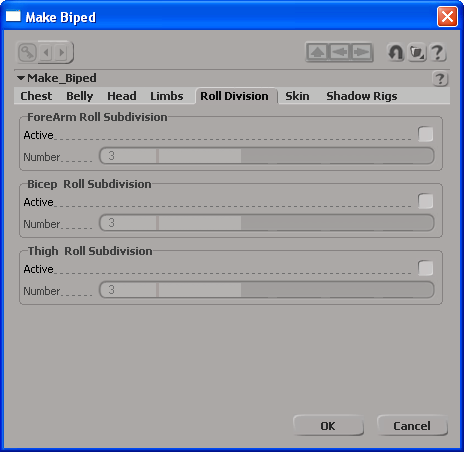 Make Biped
Make_Biped
Chest Belly Head Limbs Roll Division Skin Shadow Rigs
ForeArm Roll Subdivision
Active
Number 3
Bicep Roll Subdivision
Active
Number 3
Thigh Roll Subdivision
Active
Number 3
OK Cancel